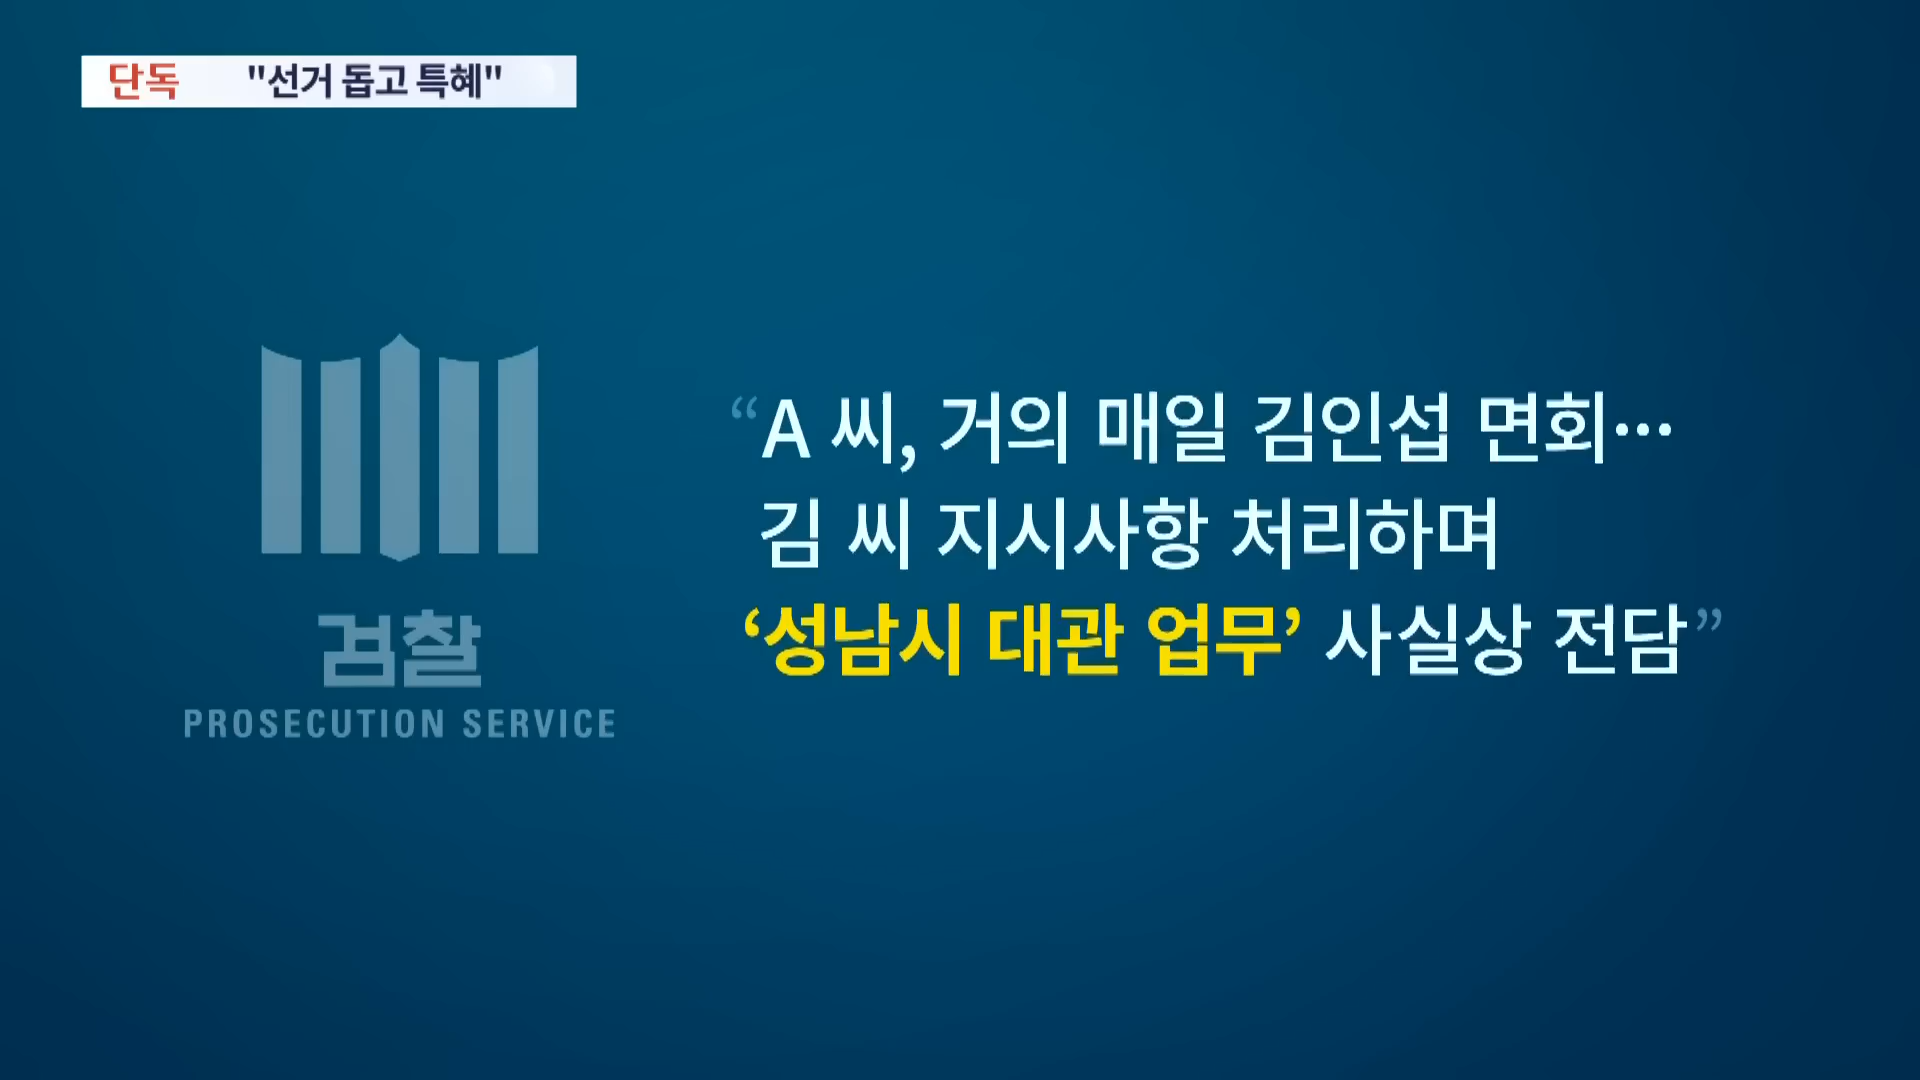 단독 "선거 돕고 특혜"
“A 씨, 거의 매일 김인섭 면회…
김 씨 지시사항 처리하며
‘성남시 대관 업무’ 사실상 전담”
검찰
PROSECUTION SERVICE